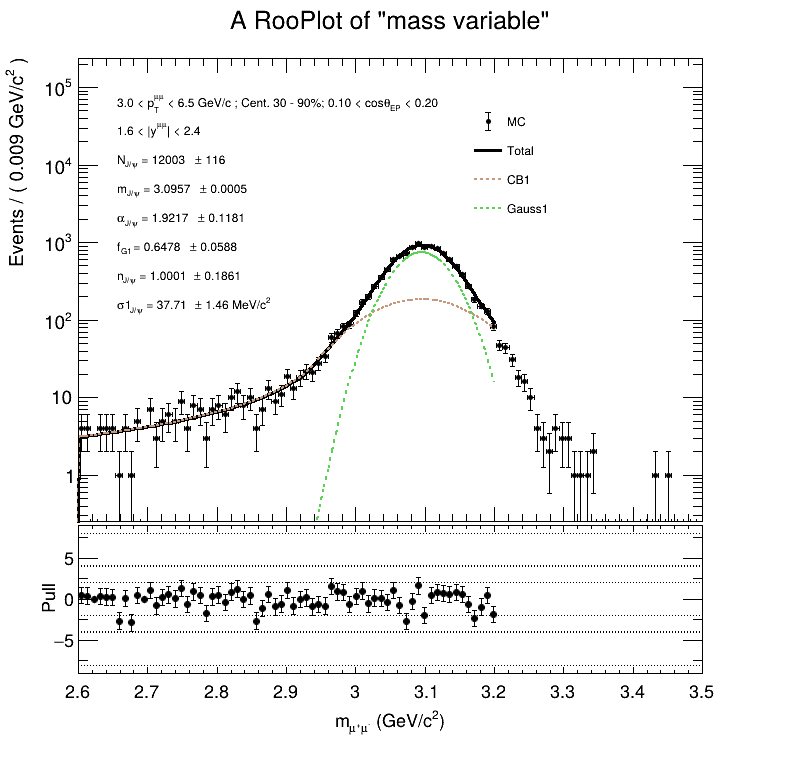 A RooPlot of "mass variable"
Events / ( 0.009 GeV/c² )
10⁵
10⁴
10³
10²
10
1
3.0 < p_T^μμ < 6.5 GeV/c ; Cent. 30 - 90%; 0.10 < cosθ_EP < 0.20
1.6 < |y^μμ| < 2.4
N_J/ψ = 12003 ± 116
m_J/ψ = 3.0957 ± 0.0005
α_J/ψ = 1.9217 ± 0.1181
f_G1 = 0.6478 ± 0.0588
n_J/ψ = 1.0001 ± 0.1861
σ1_J/ψ = 37.71 ± 1.46 MeV/c²
MC
Total
CB1
Gauss1
Pull
5
0
−5
2.6 2.7 2.8 2.9 3 3.1 3.2 3.3 3.4 3.5
m_μ⁺μ⁻ (GeV/c²)